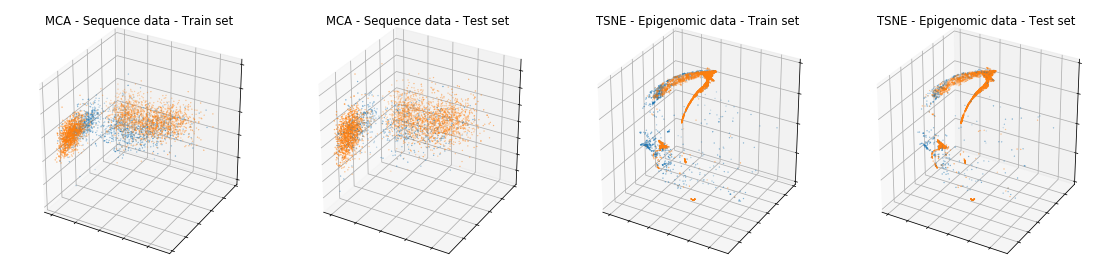 MCA - Sequence data - Train set
MCA - Sequence data - Test set
TSNE - Epigenomic data - Train set
TSNE - Epigenomic data - Test set